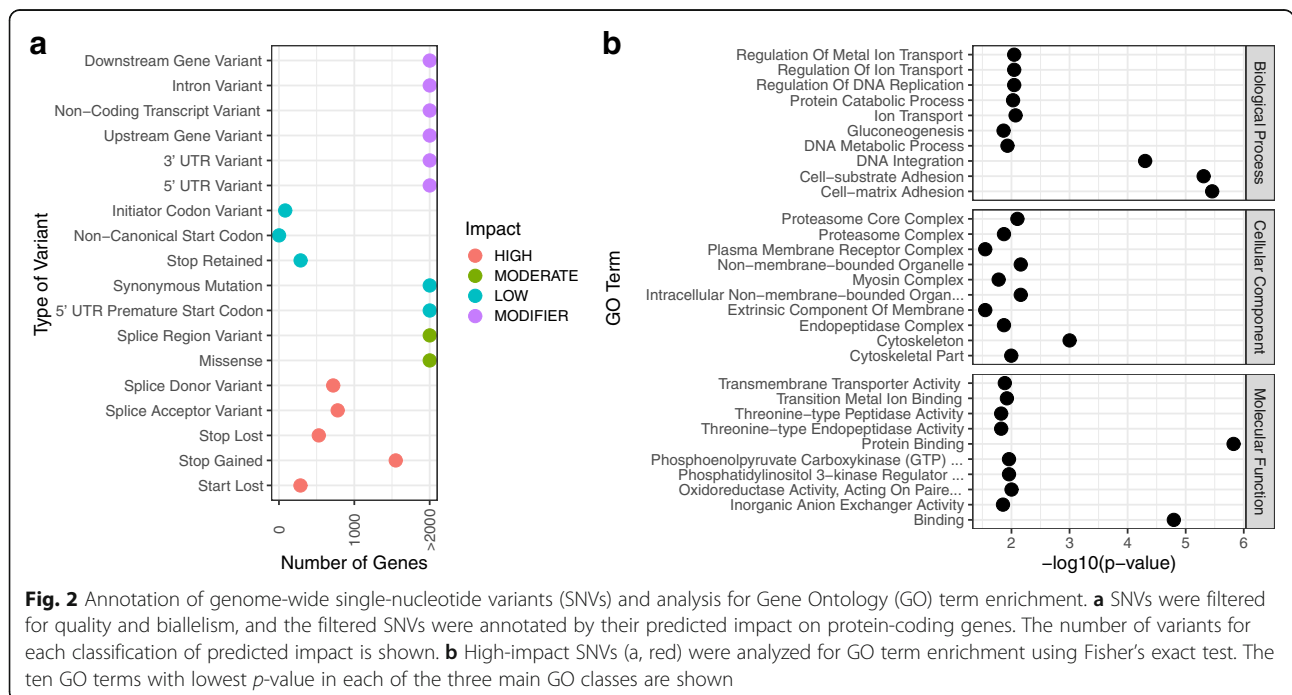 a
Downstream Gene Variant
Intron Variant
Non−Coding Transcript Variant
Upstream Gene Variant
3' UTR Variant
5' UTR Variant
Initiator Codon Variant
Non−Canonical Start Codon
Stop Retained
Synonymous Mutation
5' UTR Premature Start Codon
Splice Region Variant
Missense
Splice Donor Variant
Splice Acceptor Variant
Stop Lost
Stop Gained
Start Lost
Type of Variant
0
1000
>2000
Number of Genes
Impact
HIGH
MODERATE
LOW
MODIFIER
b
Regulation Of Metal Ion Transport
Regulation Of Ion Transport
Regulation Of DNA Replication
Protein Catabolic Process
Ion Transport
Gluconeogenesis
DNA Metabolic Process
DNA Integration
Cell−substrate Adhesion
Cell−matrix Adhesion
Biological Process
Proteasome Core Complex
Proteasome Complex
Plasma Membrane Receptor Complex
Non−membrane−bounded Organelle
Myosin Complex
Intracellular Non−membrane−bounded Organ...
Extrinsic Component Of Membrane
Endopeptidase Complex
Cytoskeleton
Cytoskeletal Part
Cellular Component
Transmembrane Transporter Activity
Transition Metal Ion Binding
Threonine−type Peptidase Activity
Threonine−type Endopeptidase Activity
Protein Binding
Phosphoenolpyruvate Carboxykinase (GTP) ...
Phosphatidylinositol 3−kinase Regulator ...
Oxidoreductase Activity, Acting On Paire...
Inorganic Anion Exchanger Activity
Binding
Molecular Function
GO Term
2 3 4 5 6
−log10(p−value)
Fig. 2 Annotation of genome-wide single-nucleotide variants (SNVs) and analysis for Gene Ontology (GO) term enrichment. a SNVs were filtered
for quality and biallelism, and the filtered SNVs were annotated by their predicted impact on protein-coding genes. The number of variants for
each classification of predicted impact is shown. b High-impact SNVs (a, red) were analyzed for GO term enrichment using Fisher's exact test. The
ten GO terms with lowest p-value in each of the three main GO classes are shown